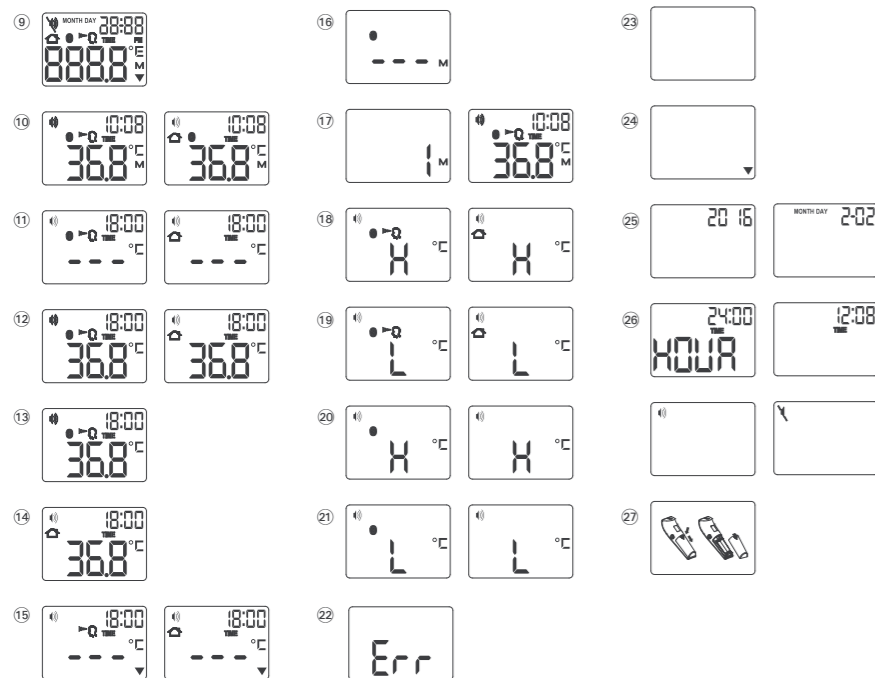 ⑨ MONTH DAY 28:88
TIME PM
888.8 °E M
⑩ 10:08
TIME
36.8 °C M
10:08
TIME
36.8 °C M
⑪ 18:00
TIME
- - - °C
18:00
TIME
- - - °C
⑫ 18:00
TIME
36.8 °C
18:00
TIME
36.8 °C
⑬ 18:00
TIME
36.8 °C
⑭ 18:00
TIME
36.8 °C
⑮ 18:00
TIME
- - - °C
18:00
TIME
- - - °C
⑯ - - - M
⑰ 1 M
10:08
TIME
36.8 °C M
⑱ H °C
H °C
⑲ L °C
L °C
⑳ H °C
H °C
㉑ L °C
L °C
㉒ Err
㉓
㉔
㉕ 2016
MONTH DAY 2-02
㉖ 24:00
TIME
HOUR
12:08
TIME
㉗